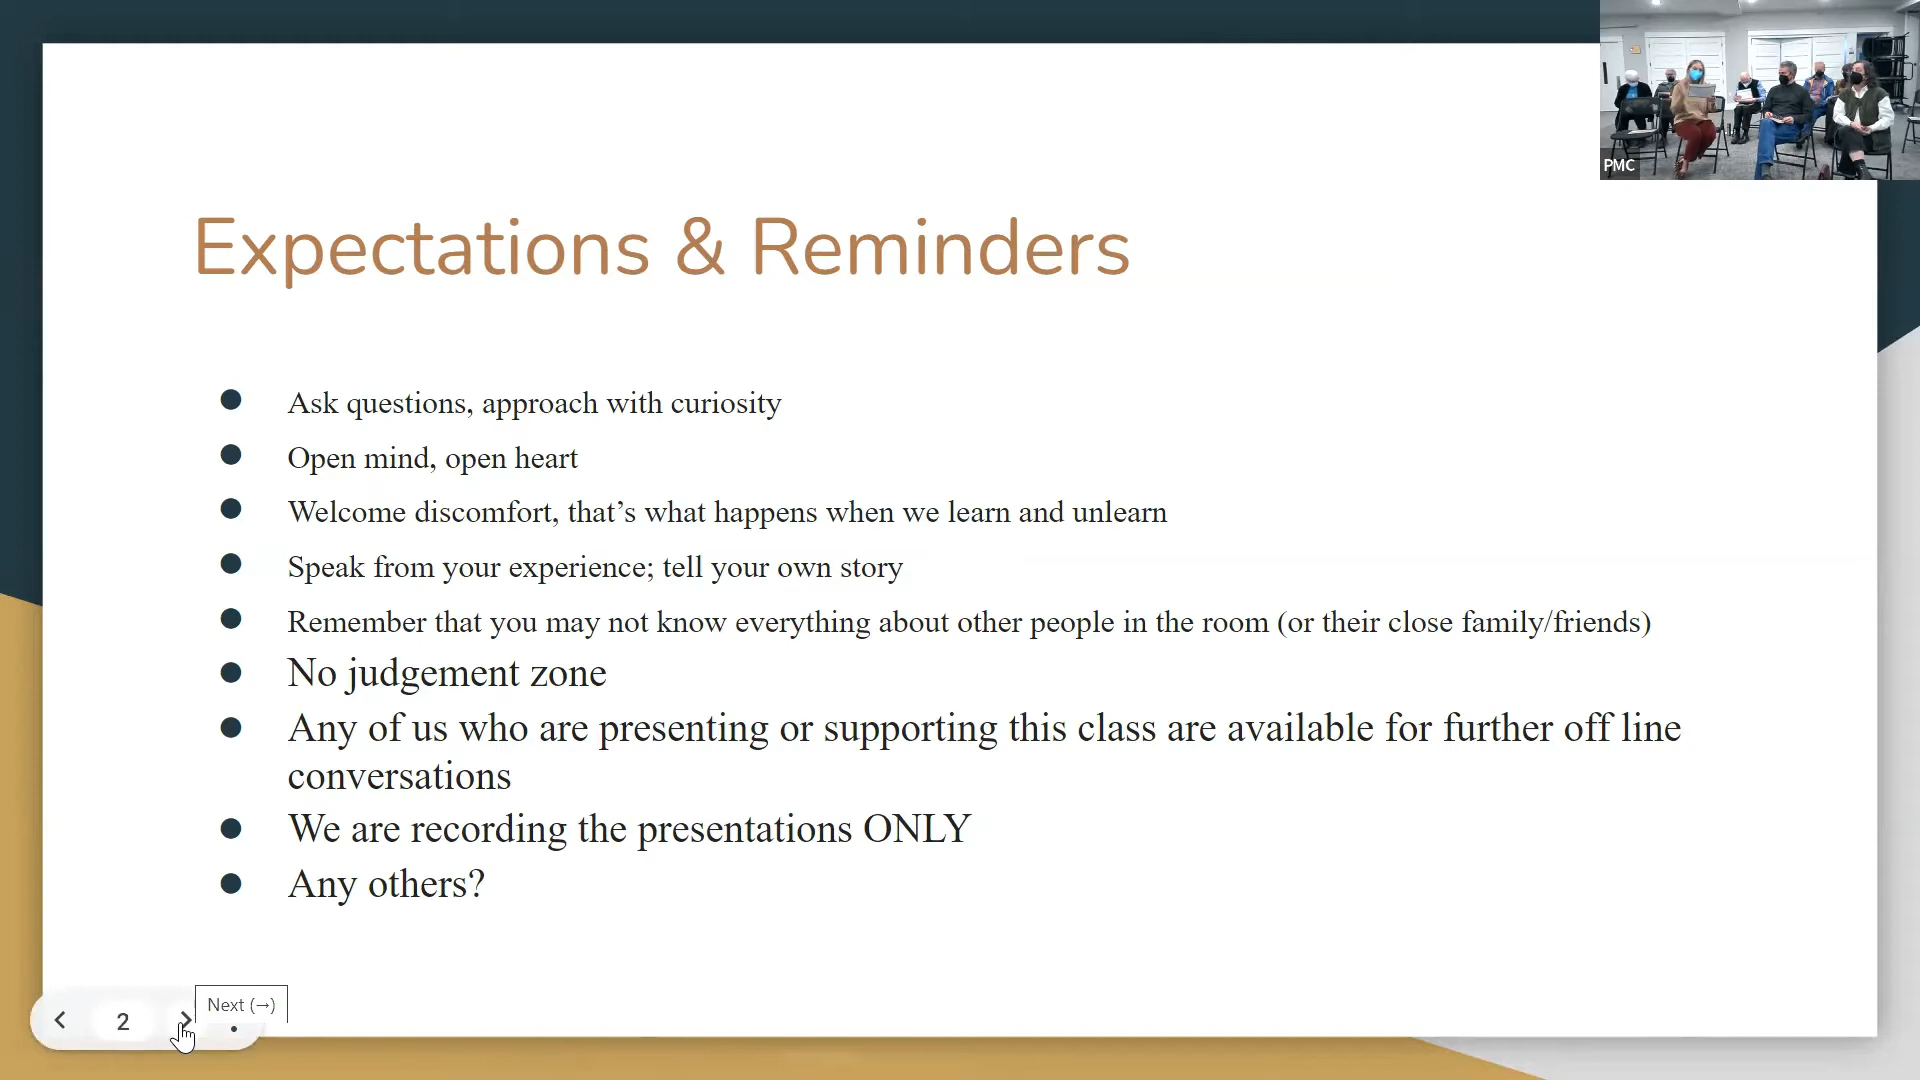 PMC
Expectations & Reminders
Ask questions, approach with curiosity
Open mind, open heart
Welcome discomfort, that’s what happens when we learn and unlearn
Speak from your experience; tell your own story
Remember that you may not know everything about other people in the room (or their close family/friends)
No judgement zone
Any of us who are presenting or supporting this class are available for further off line
conversations
We are recording the presentations ONLY
Any others?
Next (→)
2